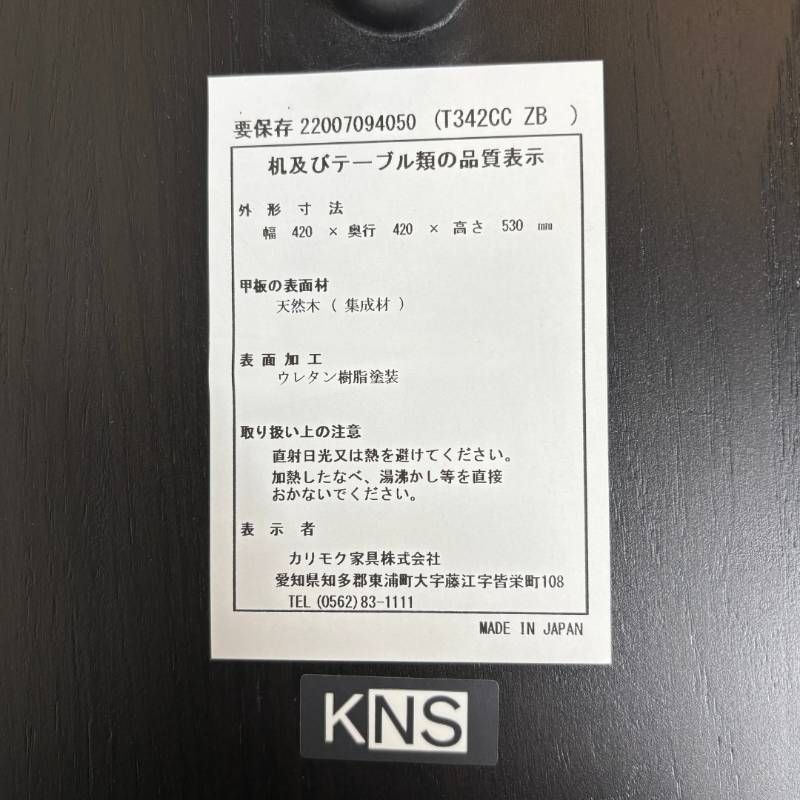 要保存 22007094050 (T342CC ZB )
机及びテーブル類の品質表示
外形寸法
幅 420 × 奥行 420 × 高さ 530 mm
甲板の表面材
天然木 ( 集成材 )
表面加工
ウレタン樹脂塗装
取り扱い上の注意
直射日光又は熱を避けてください。
加熱したなべ、湯沸かし等を直接
おかないでください。
表示者
カリモク家具株式会社
愛知県知多郡東浦町大字藤江字皆栄町108
TEL (0562)83-1111
MADE IN JAPAN
KNS